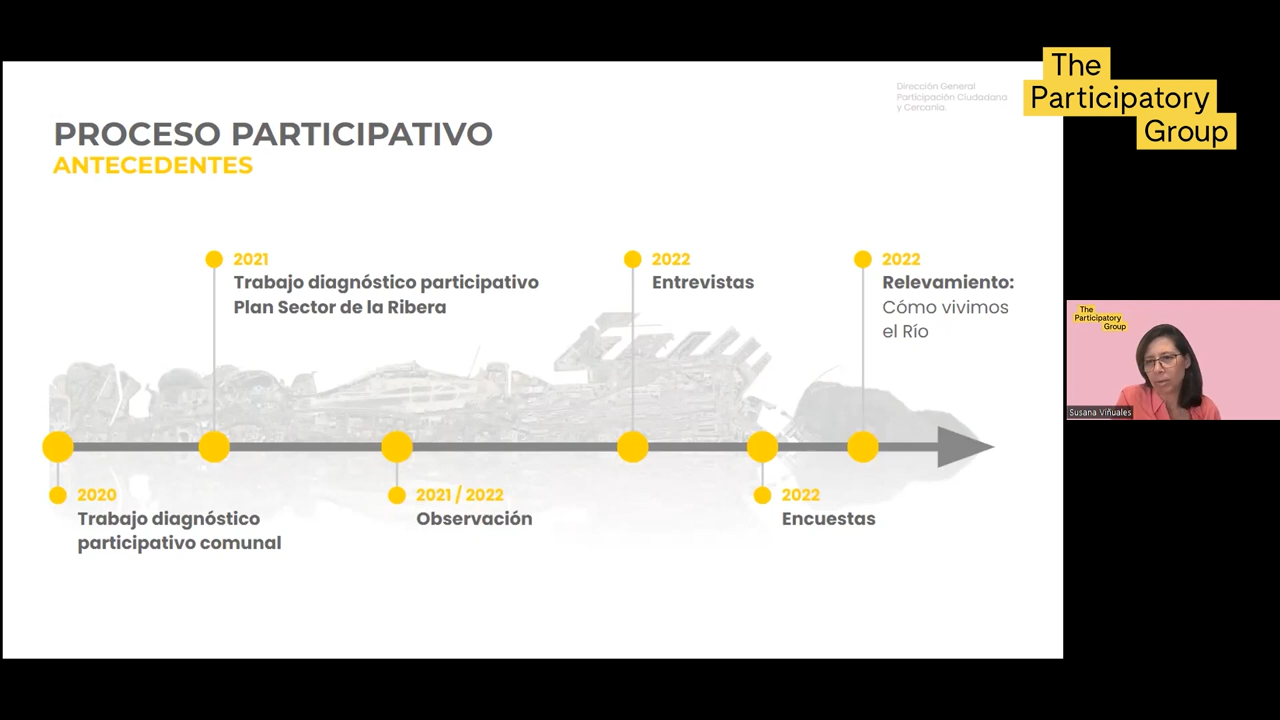 Dirección General
Participación Ciudadana
y Cercanía.
The
Participatory
Group
PROCESO PARTICIPATIVO
ANTECEDENTES
2021
Trabajo diagnóstico participativo
Plan Sector de la Ribera
2022
Entrevistas
2022
Relevamiento:
Cómo vivimos
el Río
2020
Trabajo diagnóstico
participativo comunal
2021 / 2022
Observación
2022
Encuestas
The
Participatory
Group
Susana Viñuales